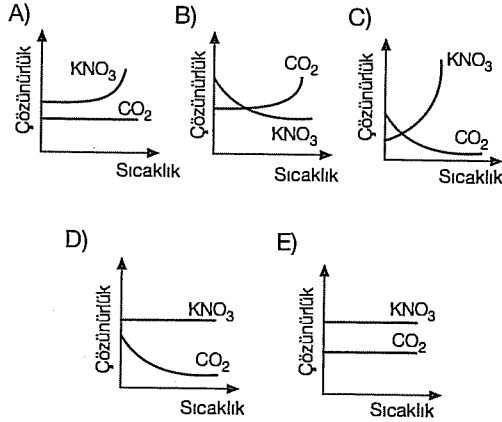 A)
Çözünürlük
KNO₃
CO₂
Sıcaklık
B)
Çözünürlük
CO₂
KNO₃
Sıcaklık
C)
Çözünürlük
KNO₃
CO₂
Sıcaklık
D)
Çözünürlük
KNO₃
CO₂
Sıcaklık
E)
Çözünürlük
KNO₃
CO₂
Sıcaklık